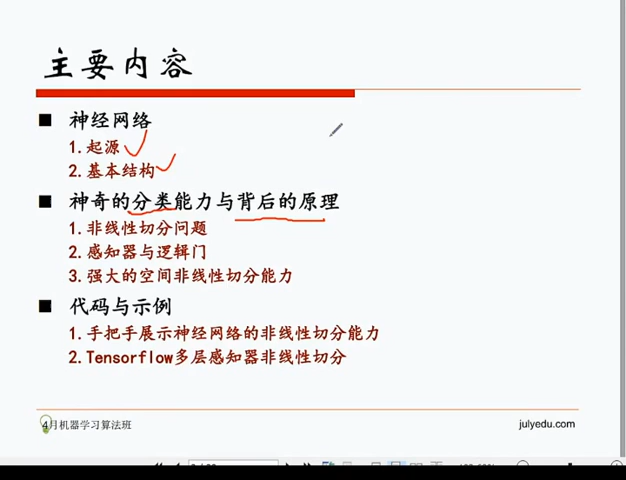 主要内容
神经网络
1.起源
2.基本结构
神奇的分类能力与背后的原理
1.非线性切分问题
2.感知器与逻辑门
3.强大的空间非线性切分能力
代码与示例
1.手把手展示神经网络的非线性切分能力
2.Tensorflow多层感知器非线性切分
4月机器学习算法班
julyedu.com